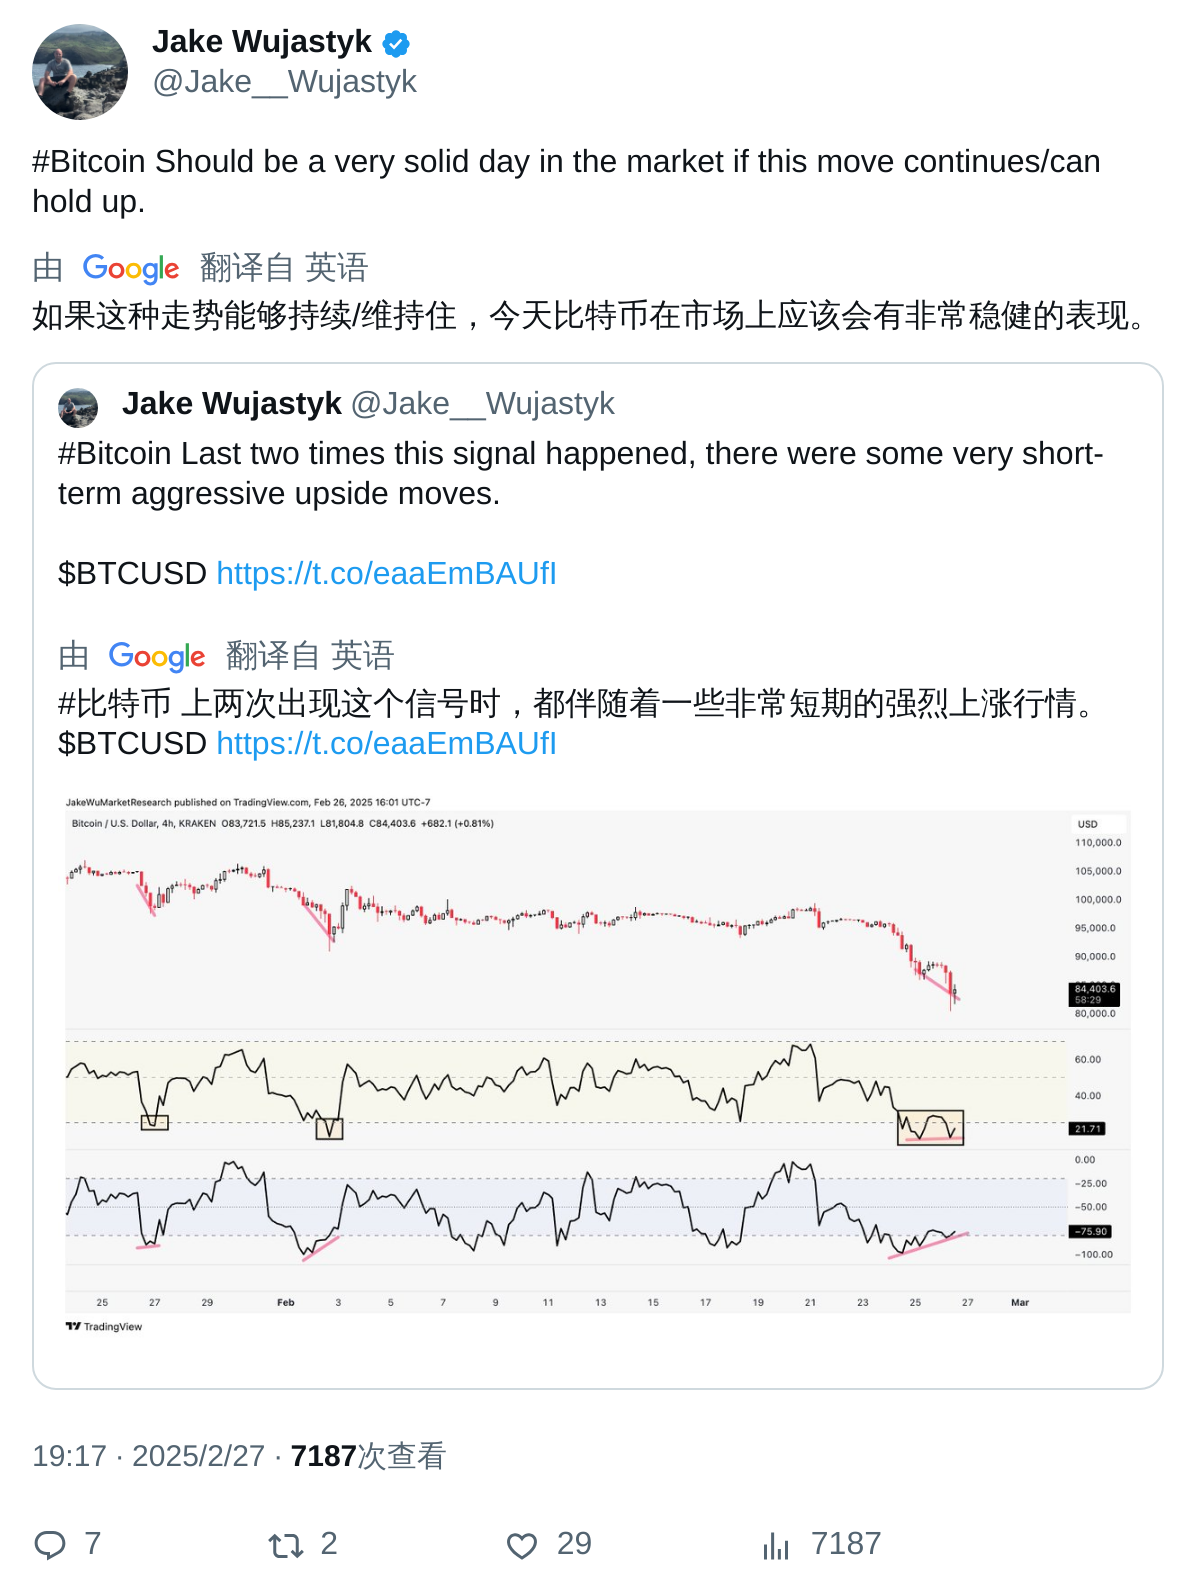 Jake Wujastyk
@Jake__Wujastyk
#Bitcoin Should be a very solid day in the market if this move continues/can
hold up.
由 Google 翻译自 英语
如果这种走势能够持续/维持住，今天比特币在市场上应该会有非常稳健的表现。
Jake Wujastyk @Jake__Wujastyk
#Bitcoin Last two times this signal happened, there were some very short-
term aggressive upside moves.
$BTCUSD https://t.co/eaaEmBAUfI
由 Google 翻译自 英语
#比特币 上两次出现这个信号时，都伴随着一些非常短期的强烈上涨行情。
$BTCUSD https://t.co/eaaEmBAUfI
JakeWuMarketResearch published on TradingView.com, Feb 26, 2025 16:01 UTC-7
Bitcoin / U.S. Dollar, 4h, KRAKEN O83,721.5 H85,237.1 L81,804.8 C84,403.6 +682.1 (+0.81%)
USD
110,000.0
105,000.0
100,000.0
95,000.0
90,000.0
84,403.6
58:29
80,000.0
60.00
40.00
21.71
0.00
−25.00
−50.00
−75.90
−100.00
25 27 29 Feb 3 5 7 9 11 13 15 17 19 21 23 25 27 Mar
TradingView
19:17 · 2025/2/27 · 7187次查看
7 2 29 7187